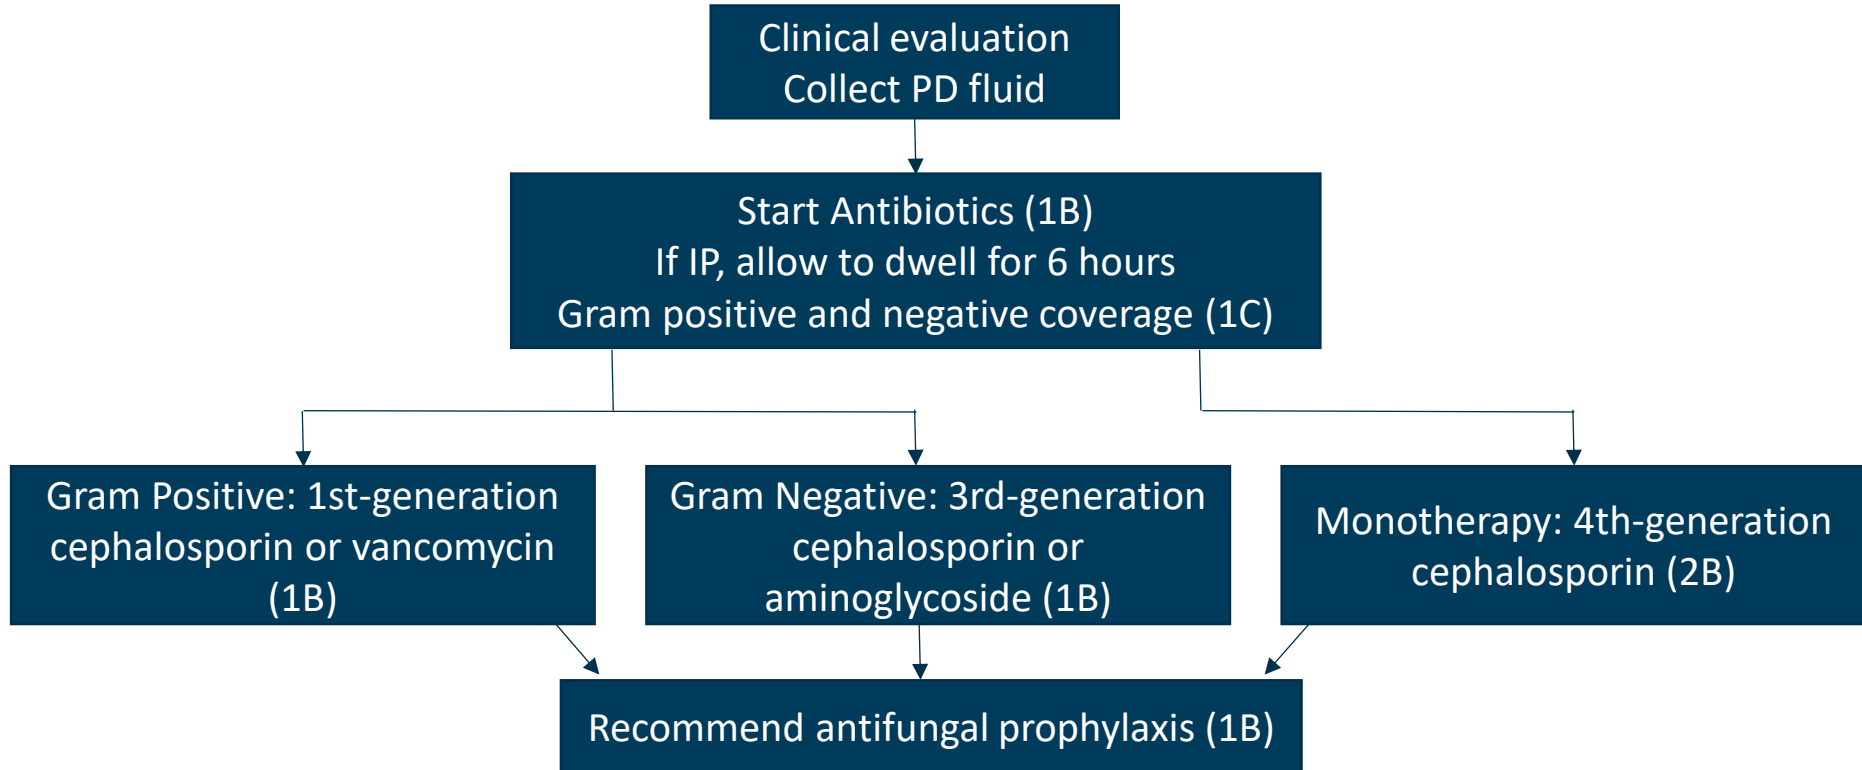 Clinical evaluation
Collect PD fluid
Start Antibiotics (1B)
If IP, allow to dwell for 6 hours
Gram positive and negative coverage (1C)
Gram Positive: 1st-generation
cephalosporin or vancomycin
(1B)
Gram Negative: 3rd-generation
cephalosporin or
aminoglycoside (1B)
Monotherapy: 4th-generation
cephalosporin (2B)
Recommend antifungal prophylaxis (1B)